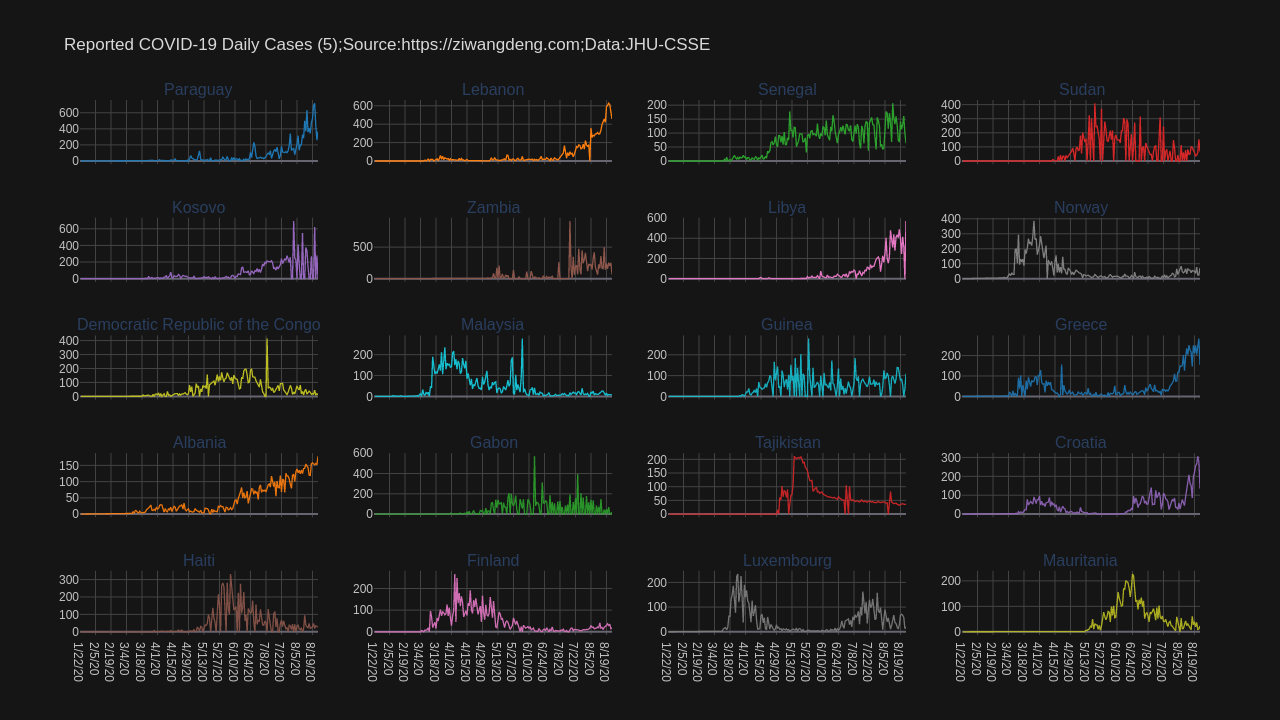 Reported COVID-19 Daily Cases (5);Source:https://ziwangdeng.com;Data:JHU-CSSE
Paraguay Lebanon Senegal Sudan
600 400 200 0
600 400 200 0
200 150 100 50 0
400 300 200 100 0
Kosovo Zambia Libya Norway
600 400 200 0
500 0
600 400 200 0
400 300 200 100 0
Democratic Republic of the Congo Malaysia Guinea Greece
400 300 200 100 0
200 100 0
200 100 0
200 100 0
Albania Gabon Tajikistan Croatia
150 100 50 0
600 400 200 0
200 150 100 50 0
300 200 100 0
Haiti Finland Luxembourg Mauritania
300 200 100 0
200 100 0
200 100 0
200 100 0
1/22/20 2/5/20 2/19/20 3/4/20 3/18/20 4/1/20 4/15/20 4/29/20 5/13/20 5/27/20 6/10/20 6/24/20 7/8/20 7/22/20 8/5/20 8/19/20
1/22/20 2/5/20 2/19/20 3/4/20 3/18/20 4/1/20 4/15/20 4/29/20 5/13/20 5/27/20 6/10/20 6/24/20 7/8/20 7/22/20 8/5/20 8/19/20
1/22/20 2/5/20 2/19/20 3/4/20 3/18/20 4/1/20 4/15/20 4/29/20 5/13/20 5/27/20 6/10/20 6/24/20 7/8/20 7/22/20 8/5/20 8/19/20
1/22/20 2/5/20 2/19/20 3/4/20 3/18/20 4/1/20 4/15/20 4/29/20 5/13/20 5/27/20 6/10/20 6/24/20 7/8/20 7/22/20 8/5/20 8/19/20